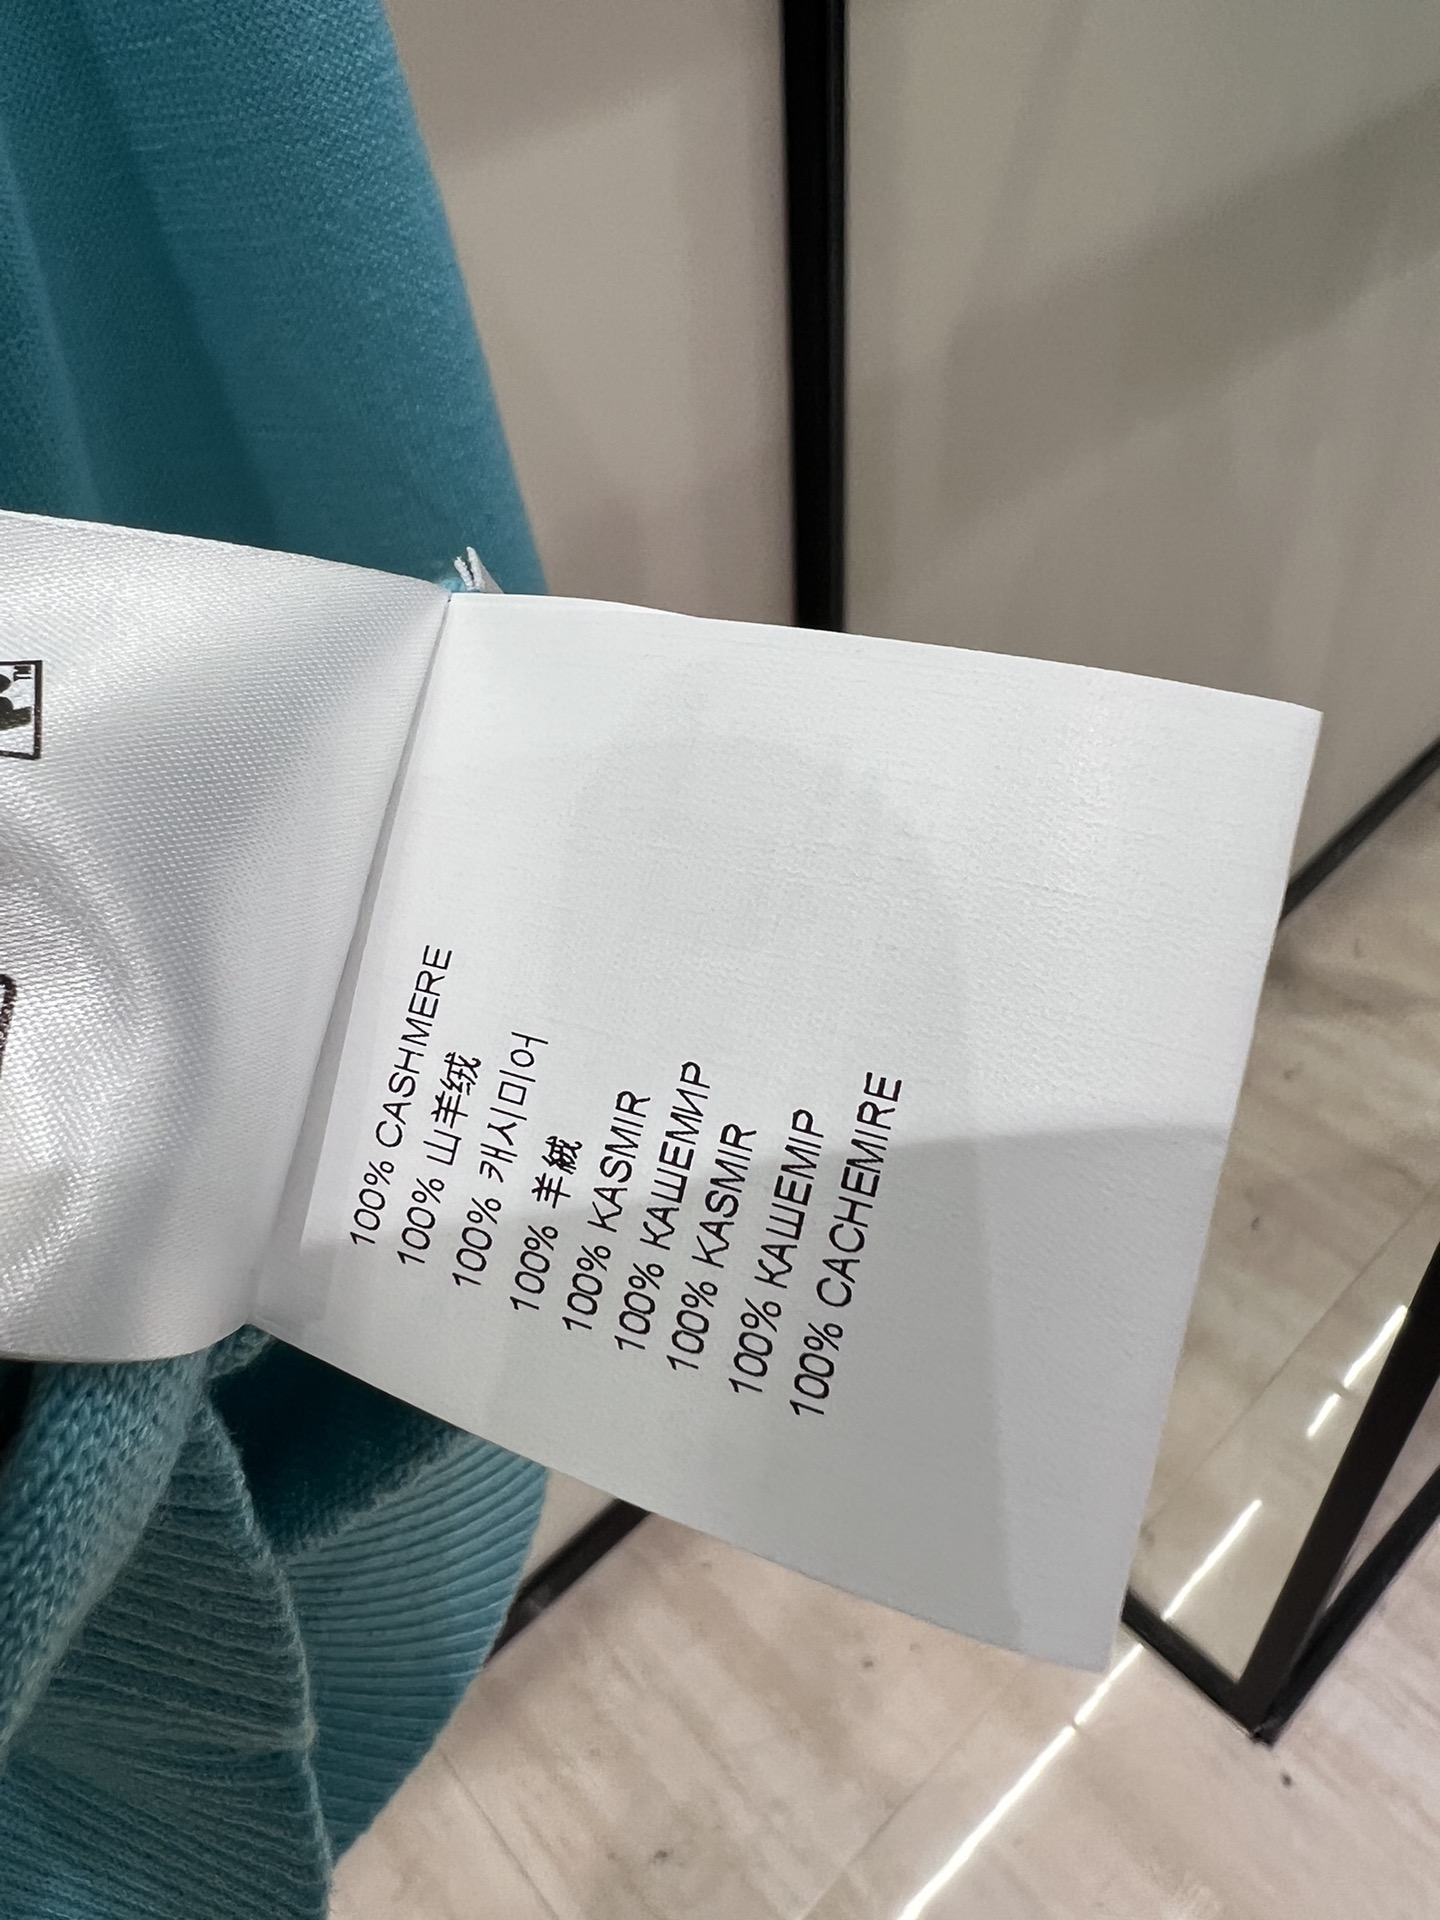 100% CASHMERE
100% 山羊绒
100% 캐시미어
100% 羊絨
100% KASMIR
100% КАШЕМИР
100% KASMIR
100% КАШЕМІР
100% CACHEMIRE